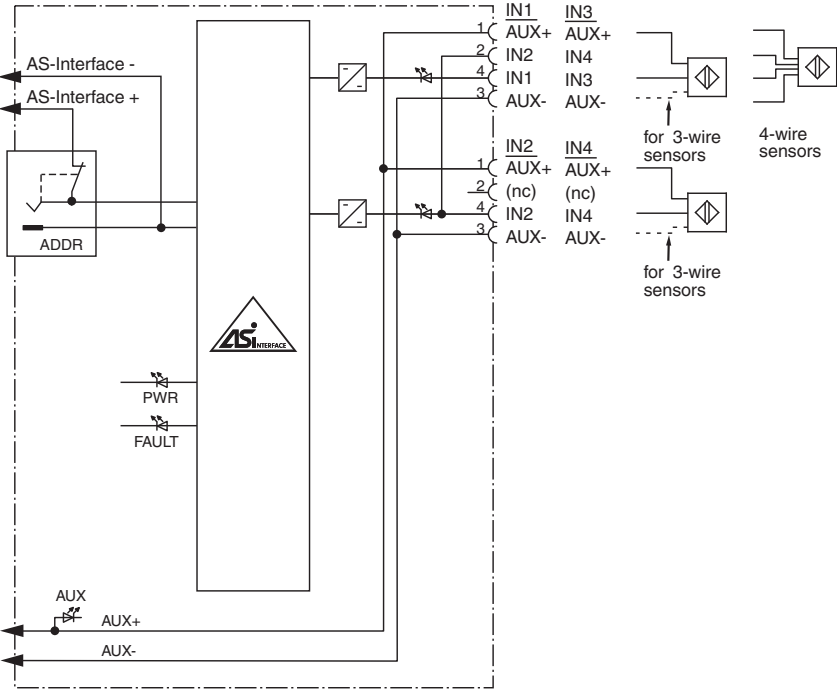 IN1 IN3
1 AUX+ AUX+
2 IN2 IN4
4 IN1 IN3
3 AUX- AUX-
AS-Interface -
AS-Interface +
ADDR
for 3-wire
sensors
4-wire
sensors
IN2 IN4
1 AUX+ AUX+
2 (nc) (nc)
4 IN2 IN4
3 AUX- AUX-
for 3-wire
sensors
ASi INTERFACE
PWR
FAULT
AUX
AUX+
AUX-